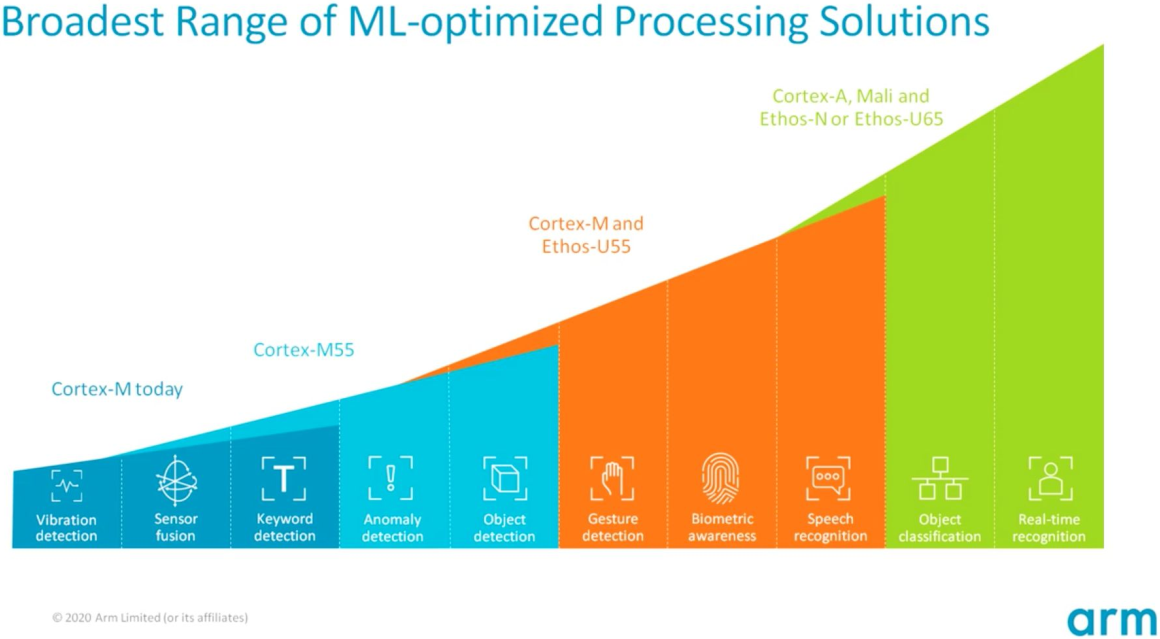 Broadest Range of ML-optimized Processing Solutions
Cortex-A, Mali and
Ethos-N or Ethos-U65
Cortex-M and
Ethos-U55
Cortex-M55
Cortex-M today
T
!
Vibration
detection
Sensor
fusion
Keyword
detection
Anomaly
detection
Object
detection
Gesture
detection
Biometric
awareness
Speech
recognition
Object
classification
Real-time
recognition
© 2020 Arm Limited (or its affiliates)
arm